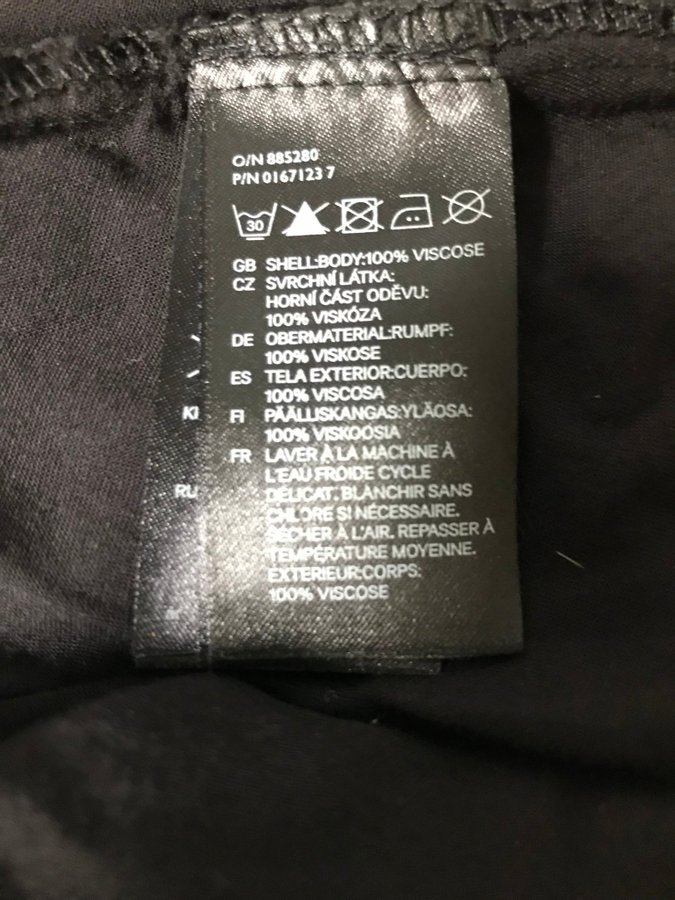 O/N 885280
P/N 0167123 7
30
GB SHELL:BODY:100% VISCOSE
CZ SVRCHNÍ LÁTKA:
HORNÍ ČÁST ODĚVU:
100% VISKÓZA
DE OBERMATERIAL:RUMPF:
100% VISKOSE
ES TELA EXTERIOR:CUERPO:
100% VISCOSA
KI
FI PÄÄLLISKANGAS:YLÄOSA:
100% VISKOOSIA
FR LAVER À LA MACHINE À
L'EAU FROIDE CYCLE
RU
DÉLICAT. BLANCHIR SANS
CHLORE SI NÉCESSAIRE.
SÉCHER À L'AIR. REPASSER À
TEMPÉRATURE MOYENNE.
EXTERIEUR:CORPS:
100% VISCOSE